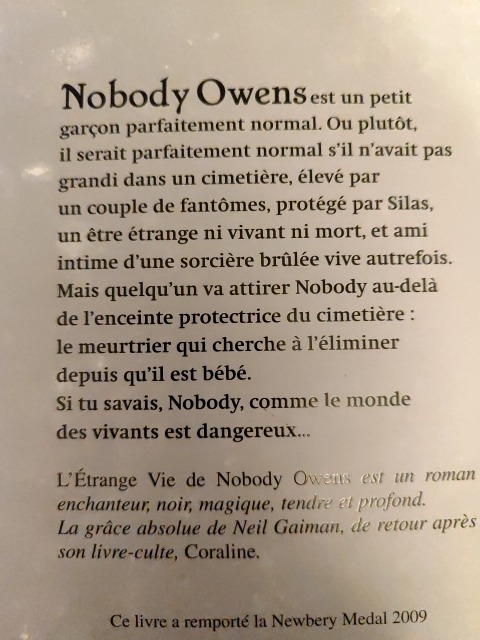 Nobody Owens est un petit
garçon parfaitement normal. Ou plutôt,
il serait parfaitement normal s'il n'avait pas
grandi dans un cimetière, élevé par
un couple de fantômes, protégé par Silas,
un être étrange ni vivant ni mort, et ami
intime d'une sorcière brûlée vive autrefois.
Mais quelqu'un va attirer Nobody au-delà
de l'enceinte protectrice du cimetière :
le meurtrier qui cherche à l'éliminer
depuis qu'il est bébé.
Si tu savais, Nobody, comme le monde
des vivants est dangereux...
L'Étrange Vie de Nobody Owens est un roman
enchanteur, noir, magique, tendre et profond.
La grâce absolue de Neil Gaiman, de retour après
son livre-culte, Coraline.
Ce livre a remporté la Newbery Medal 2009